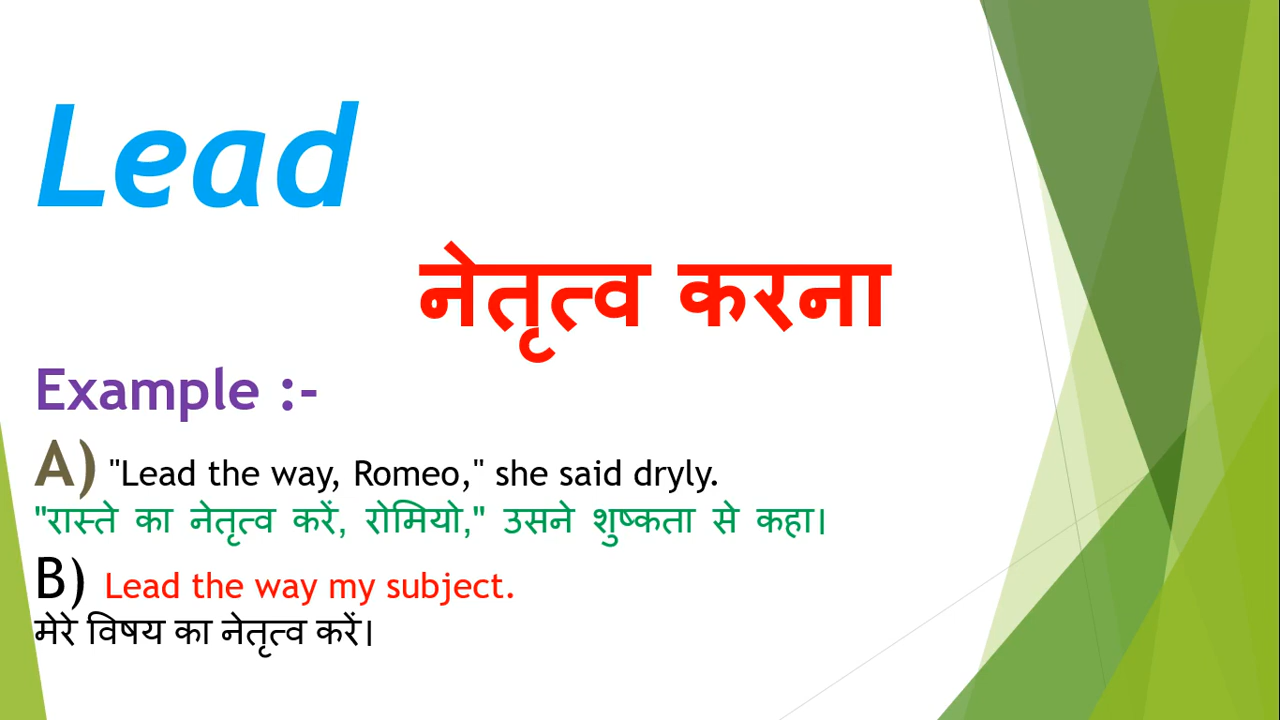 Lead
नेतृत्व करना
Example :-
A) "Lead the way, Romeo," she said dryly.
"रास्ते का नेतृत्व करें, रोमियो," उसने शुष्कता से कहा।
B) Lead the way my subject.
मेरे विषय का नेतृत्व करें।